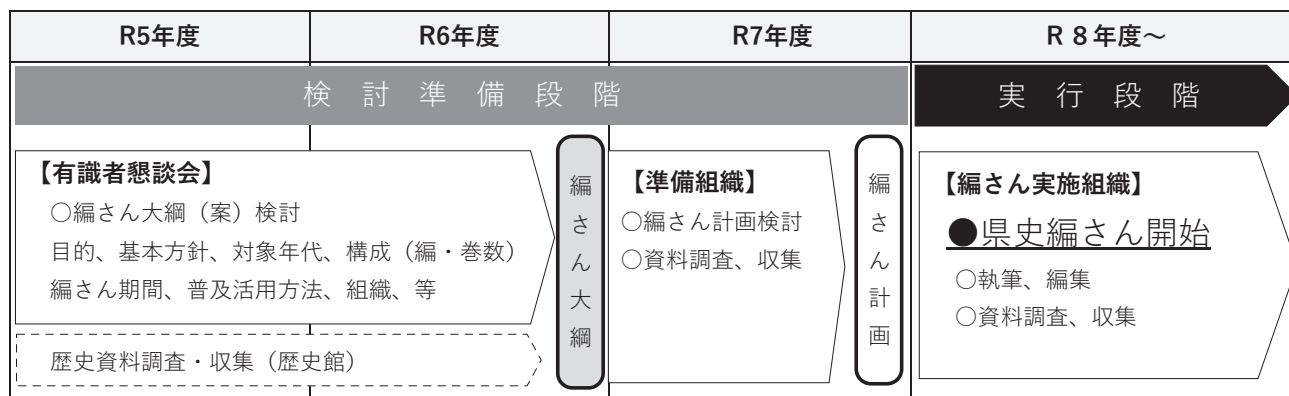 R5年度
R6年度
R7年度
R 8年度～
検討準備段階
実行段階
【有識者懇談会】
○編さん大綱（案）検討
目的、基本方針、対象年代、構成（編・巻数）
編さん期間、普及活用方法、組織、等
歴史資料調査・収集（歴史館）
編さん大綱
【準備組織】
○編さん計画検討
○資料調査、収集
編さん計画
【編さん実施組織】
●県史編さん開始
○執筆、編集
○資料調査、収集